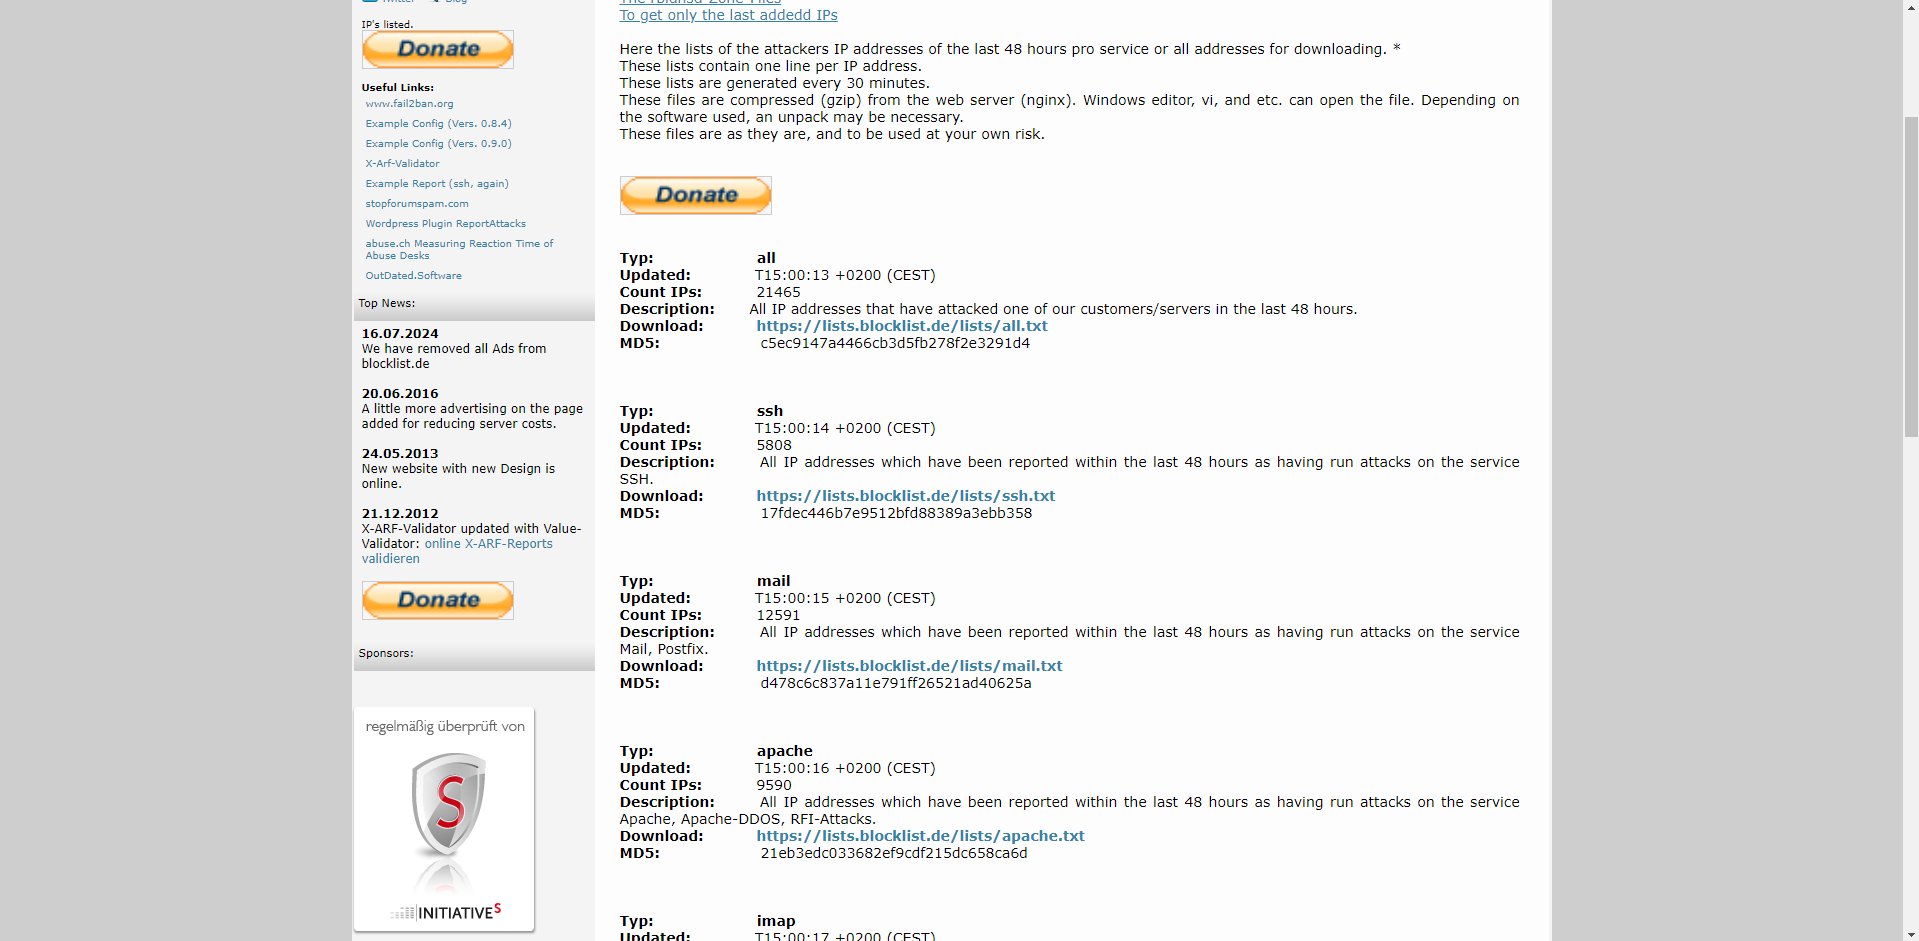 Twitter Blog
IP's listed.
Donate
Useful Links:
www.fail2ban.org
Example Config (Vers. 0.8.4)
Example Config (Vers. 0.9.0)
X-Arf-Validator
Example Report (ssh, again)
stopforumspam.com
Wordpress Plugin ReportAttacks
abuse.ch Measuring Reaction Time of
Abuse Desks
OutDated.Software
Top News:
16.07.2024
We have removed all Ads from
blocklist.de
20.06.2016
A little more advertising on the page
added for reducing server costs.
24.05.2013
New website with new Design is
online.
21.12.2012
X-ARF-Validator updated with Value-
Validator: online X-ARF-Reports
validieren
Donate
Sponsors:
regelmäßig überprüft von
S
INITIATIVES
The rbldnsd-Zone Files
To get only the last addedd IPs
Here the lists of the attackers IP addresses of the last 48 hours pro service or all addresses for downloading. *
These lists contain one line per IP address.
These lists are generated every 30 minutes.
These files are compressed (gzip) from the web server (nginx). Windows editor, vi, and etc. can open the file. Depending on
the software used, an unpack may be necessary.
These files are as they are, and to be used at your own risk.
Donate
Typ: all
Updated: T15:00:13 +0200 (CEST)
Count IPs: 21465
Description: All IP addresses that have attacked one of our customers/servers in the last 48 hours.
Download: https://lists.blocklist.de/lists/all.txt
MD5: c5ec9147a4466cb3d5fb278f2e3291d4
Typ: ssh
Updated: T15:00:14 +0200 (CEST)
Count IPs: 5808
Description: All IP addresses which have been reported within the last 48 hours as having run attacks on the service
SSH.
Download: https://lists.blocklist.de/lists/ssh.txt
MD5: 17fdec446b7e9512bfd88389a3ebb358
Typ: mail
Updated: T15:00:15 +0200 (CEST)
Count IPs: 12591
Description: All IP addresses which have been reported within the last 48 hours as having run attacks on the service
Mail, Postfix.
Download: https://lists.blocklist.de/lists/mail.txt
MD5: d478c6c837a11e791ff26521ad40625a
Typ: apache
Updated: T15:00:16 +0200 (CEST)
Count IPs: 9590
Description: All IP addresses which have been reported within the last 48 hours as having run attacks on the service
Apache, Apache-DDOS, RFI-Attacks.
Download: https://lists.blocklist.de/lists/apache.txt
MD5: 21eb3edc033682ef9cdf215dc658ca6d
Typ: imap
Updated: T15:00:17 +0200 (CEST)